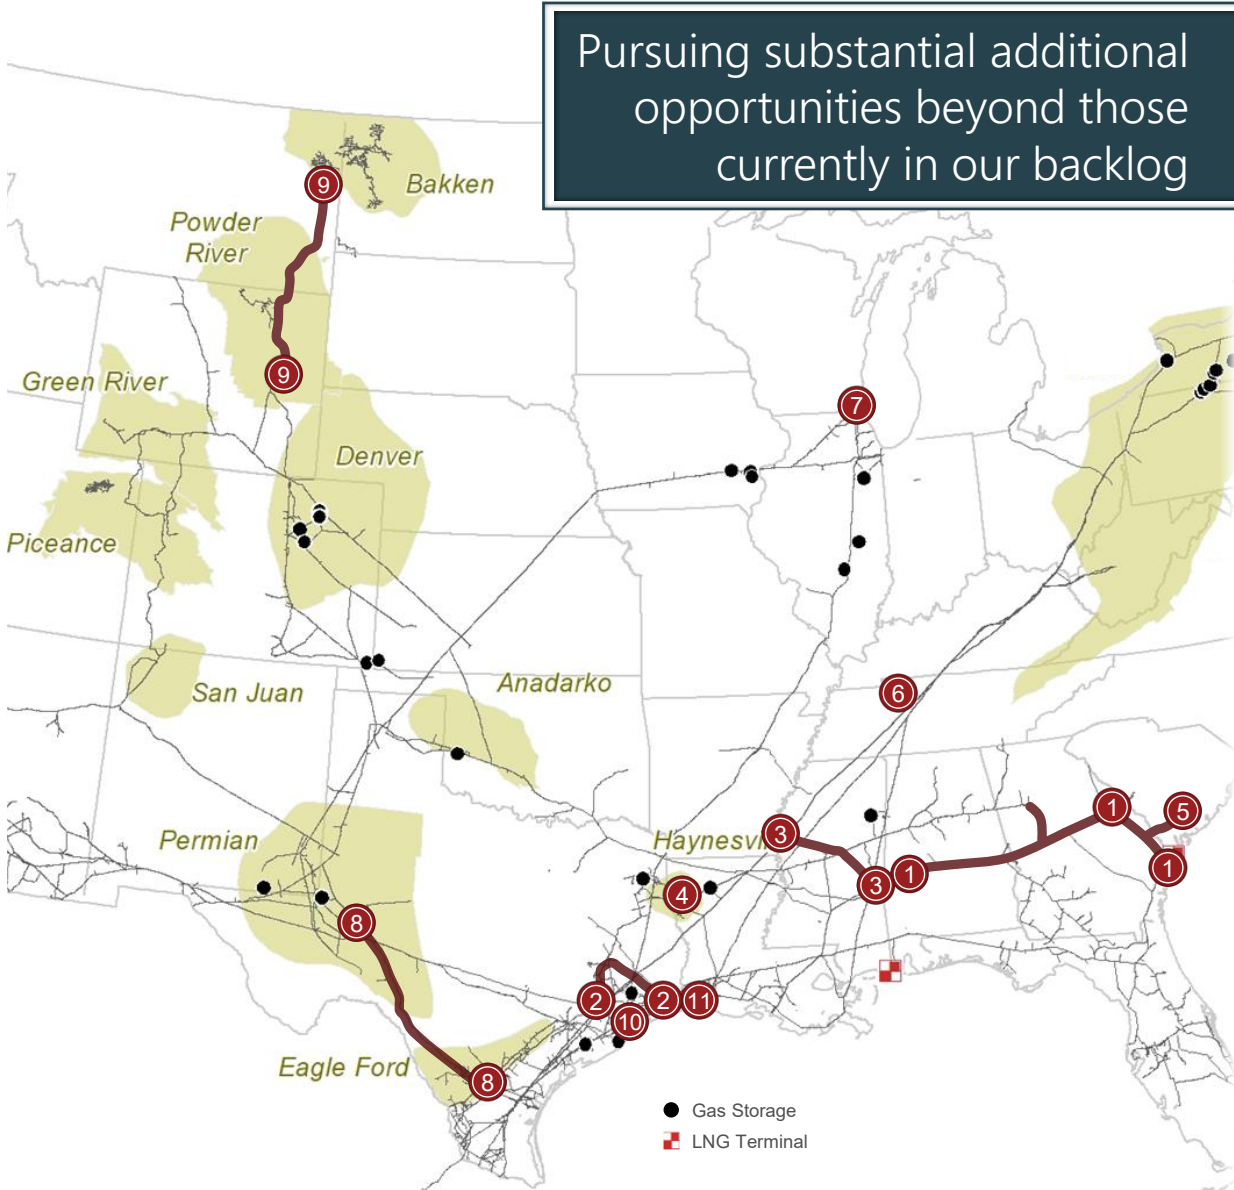 Pursuing substantial additional
opportunities beyond those
currently in our backlog
9
Bakken
Powder
River
9
Green River
7
Denver
Piceance
6
San Juan
Anadarko
1
5
Permian
3
Haynesvi
1
1
3
4
8
2
2
11
10
Eagle Ford
8
Gas Storage
LNG Terminal